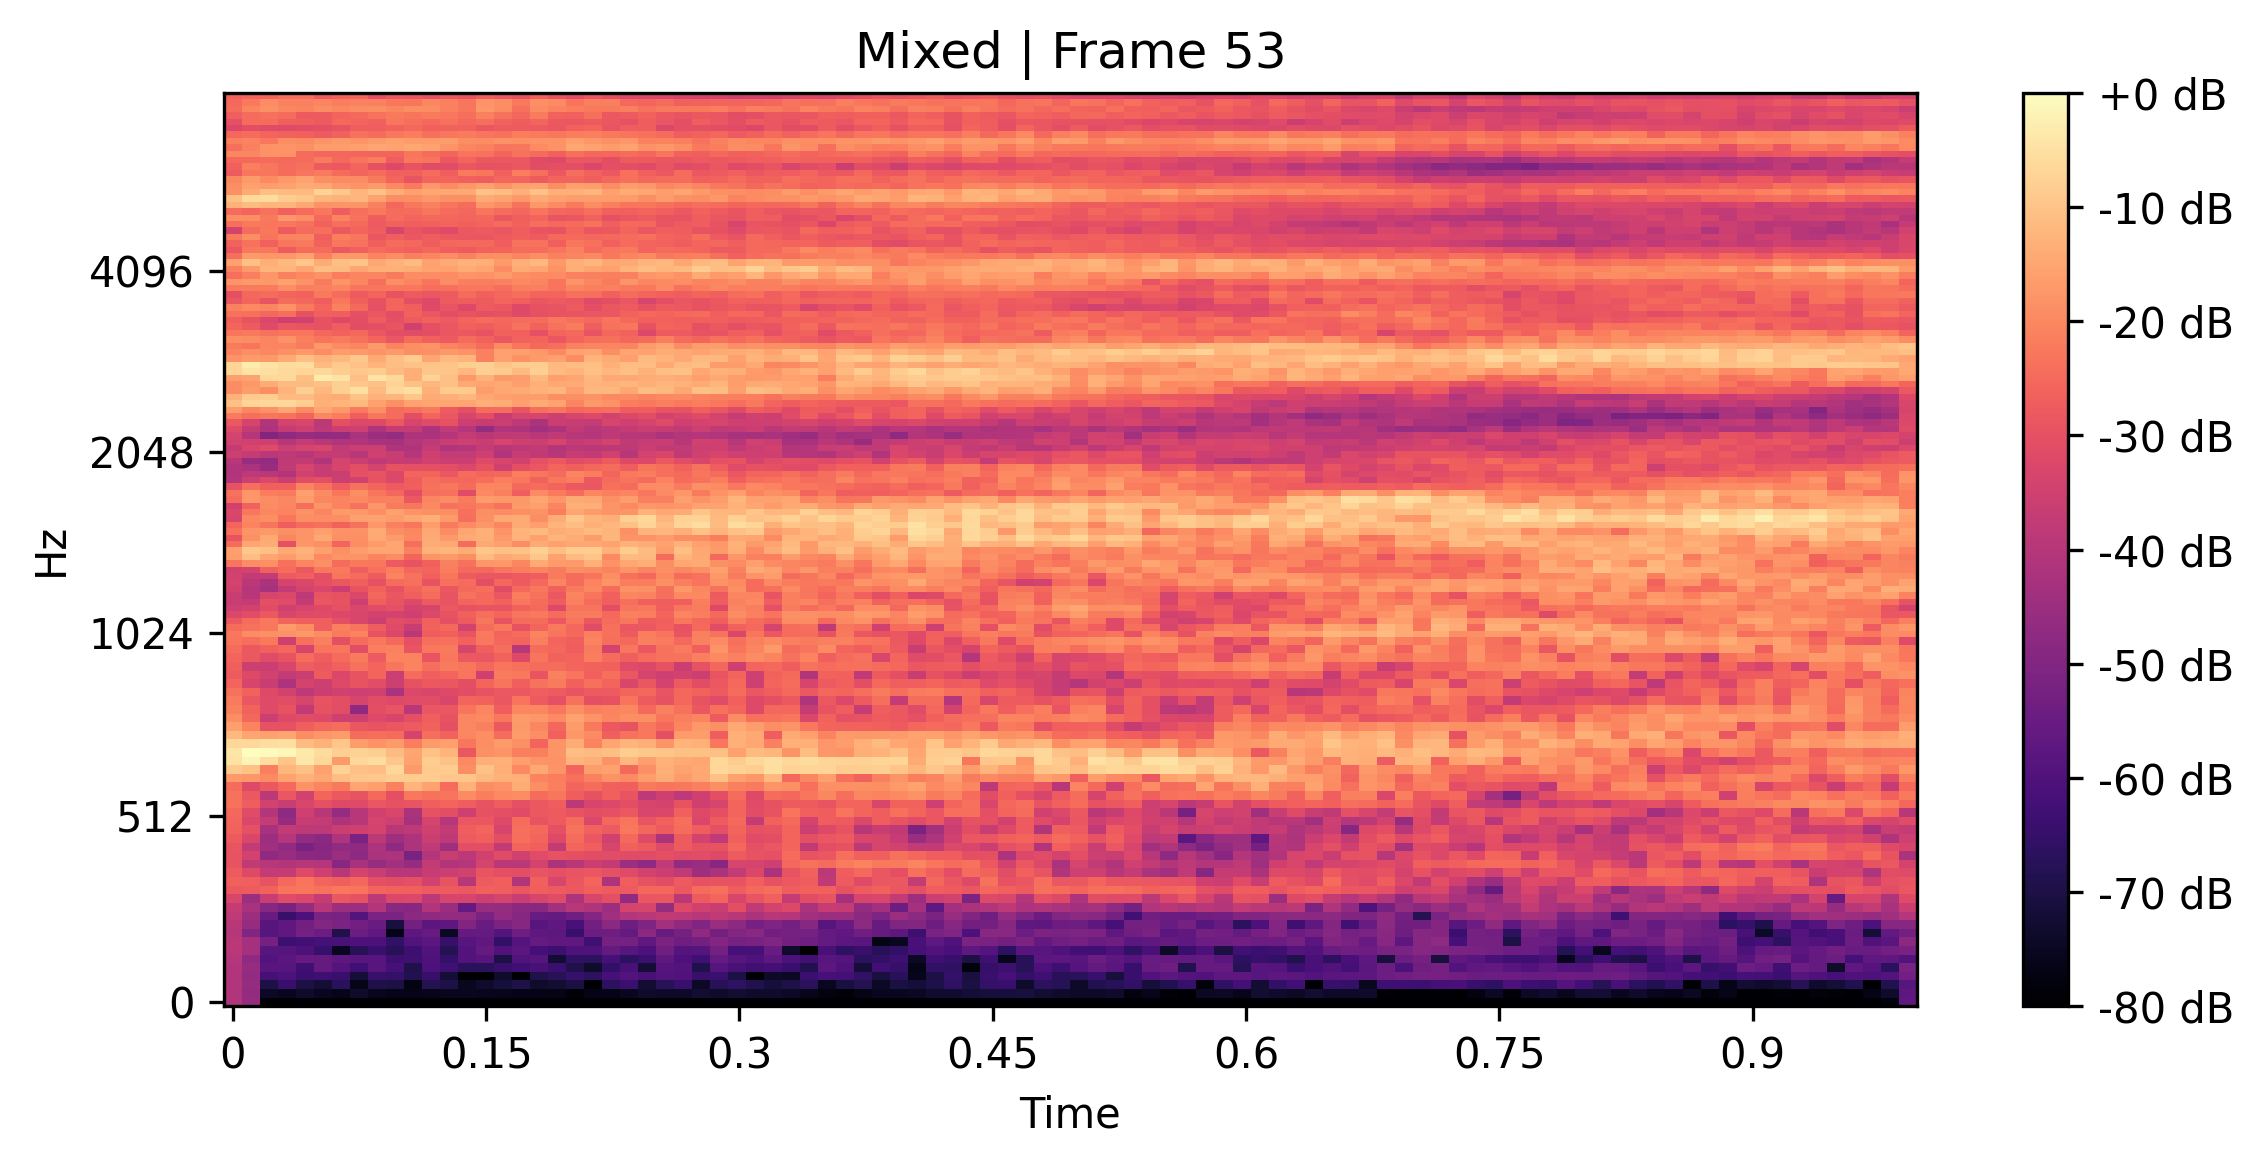 Mixed | Frame 53
Hz
4096
2048
1024
512
0
0 0.15 0.3 0.45 0.6 0.75 0.9
Time
+0 dB
-10 dB
-20 dB
-30 dB
-40 dB
-50 dB
-60 dB
-70 dB
-80 dB